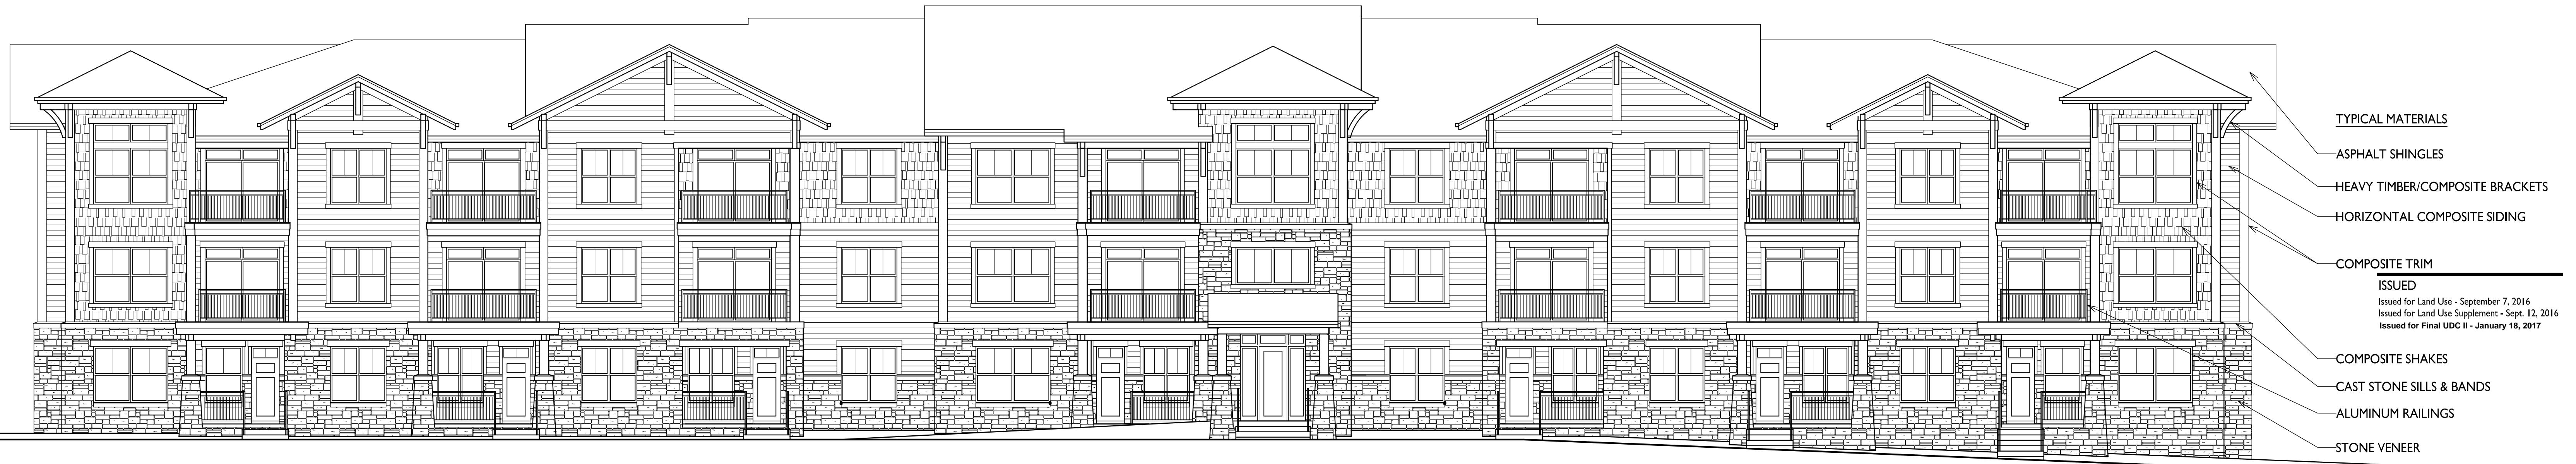 TYPICAL MATERIALS
ASPHALT SHINGLES
HEAVY TIMBER/COMPOSITE BRACKETS
HORIZONTAL COMPOSITE SIDING
COMPOSITE TRIM
ISSUED
Issued for Land Use - September 7, 2016
Issued for Land Use Supplement - Sept. 12, 2016
Issued for Final UDC II - January 18, 2017
COMPOSITE SHAKES
CAST STONE SILLS & BANDS
ALUMINUM RAILINGS
STONE VENEER